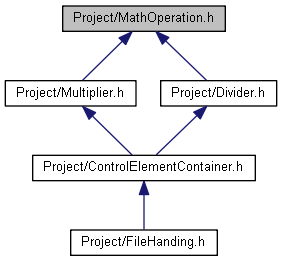 Project/MathOperation.h
Project/Multiplier.h
Project/Divider.h
Project/ControlElementContainer.h
Project/FileHanding.h